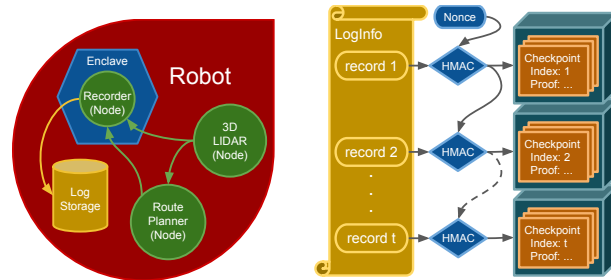 Enclave
Robot
Recorder
(Node)
3D
LIDAR
(Node)
Log
Storage
Route
Planner
(Node)
Nonce
LogInfo
record 1
HMAC
Checkpoint
Index: 1
Proof: ...
record 2
HMAC
Checkpoint
Index: 2
Proof: ...
record t
HMAC
Checkpoint
Index: t
Proof: ...